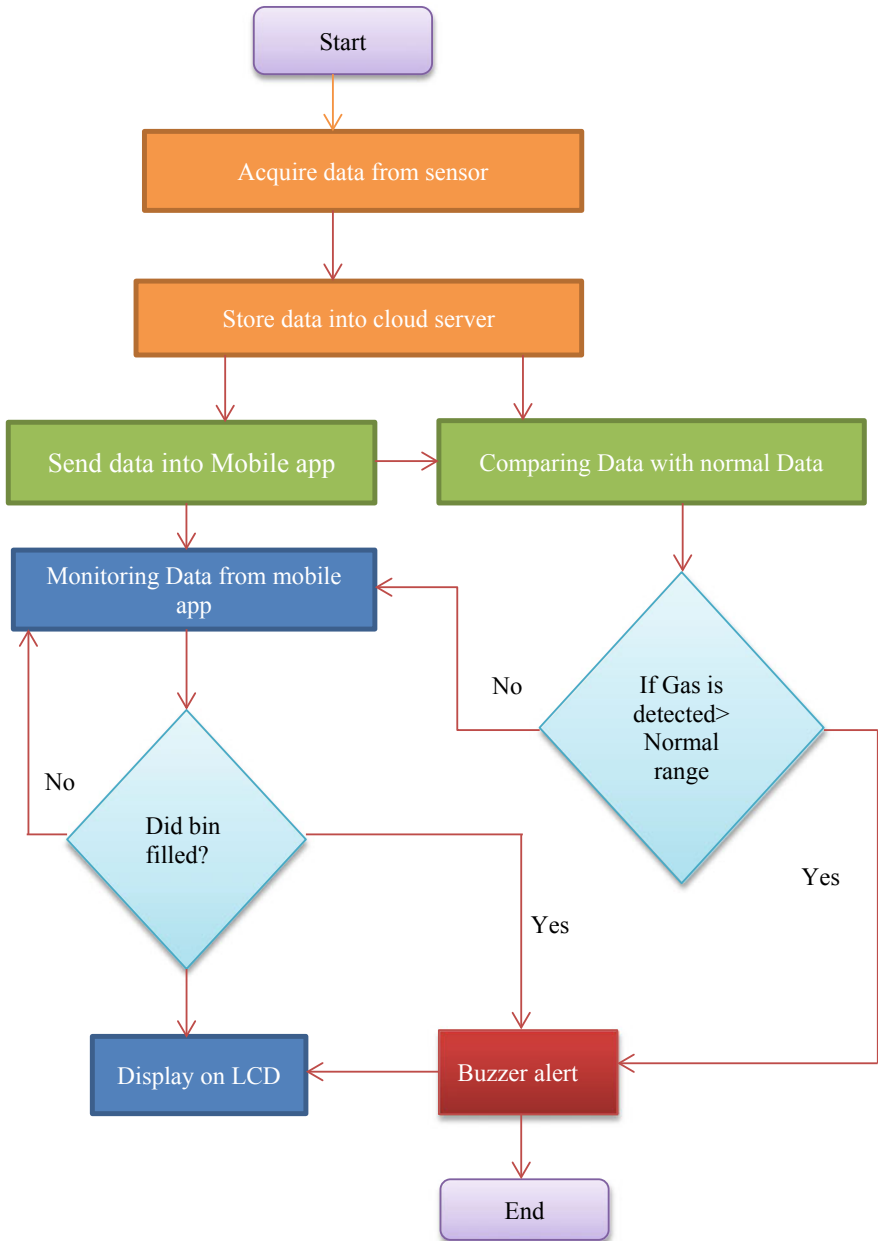 Start
Acquire data from sensor
Store data into cloud server
Send data into Mobile app
Comparing Data with normal Data
Monitoring Data from mobile
app
No
If Gas is
detected>
Normal
range
No
Did bin
filled?
Yes
Yes
Display on LCD
Buzzer alert
End